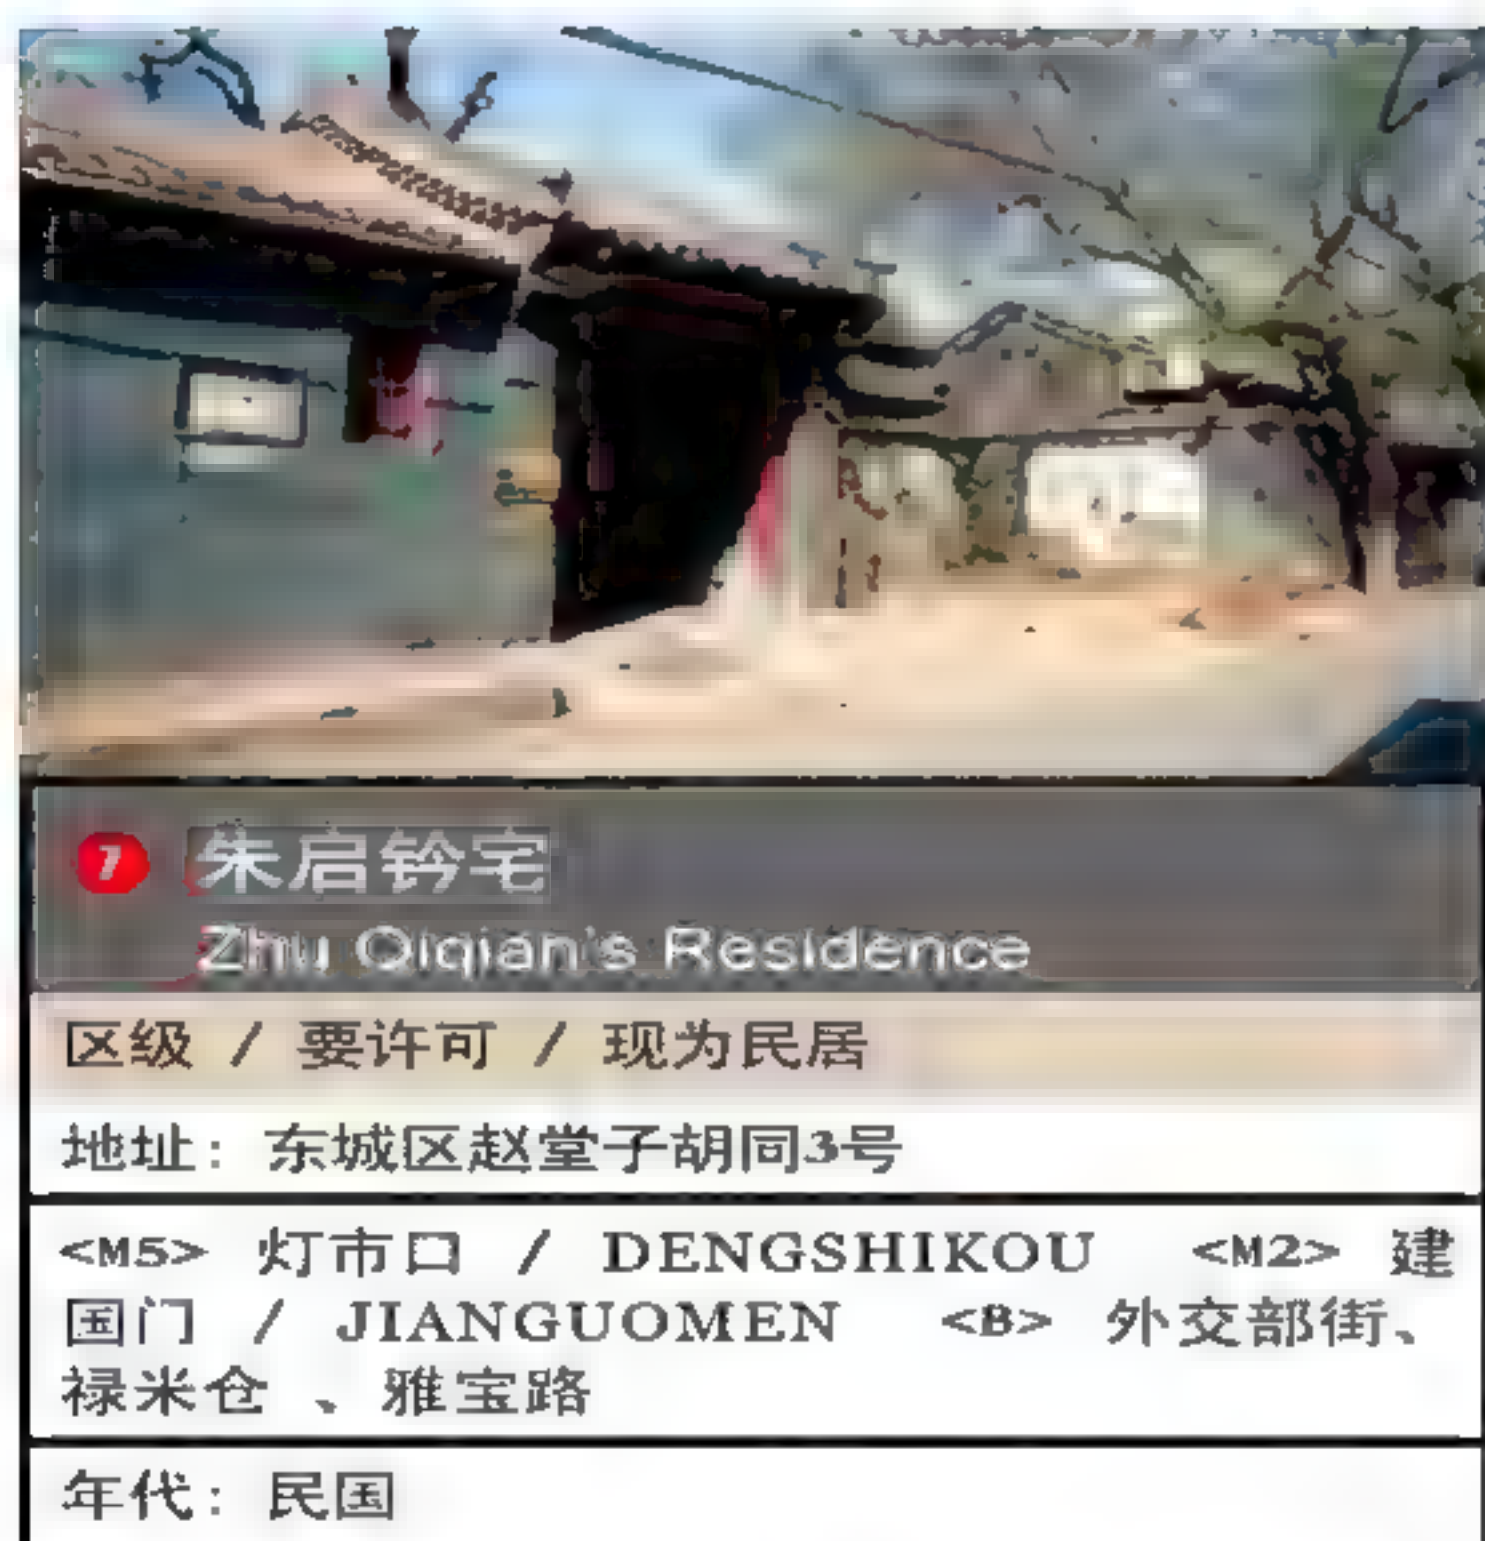 7 朱启钤宅
Zhu Qiqian's Residence
区级 / 要许可 / 现为民居
地址：东城区赵堂子胡同3号
<M5> 灯市口 / DENGSHIKOU <M2> 建
国门 / JIANGUOMEN <B> 外交部街、
禄米仓 、雅宝路
年代：民国